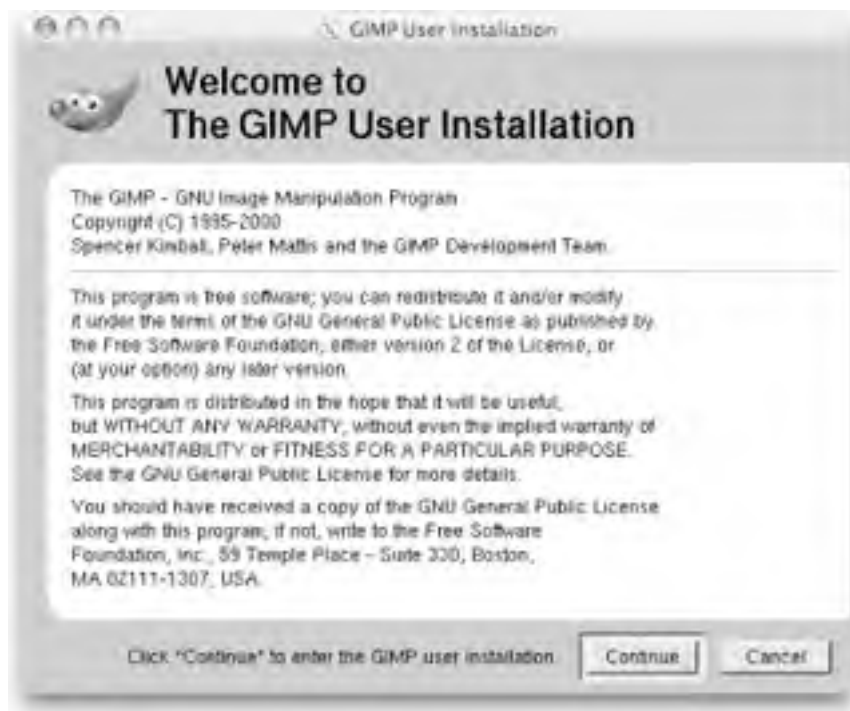 GIMP User Installation
Welcome to
The GIMP User Installation
The GIMP - GNU Image Manipulation Program
Copyright (C) 1995-2000
Spencer Kimball, Peter Mattis and the GIMP Development Team.
This program is free software; you can redistribute it and/or modify
it under the terms of the GNU General Public License as published by
the Free Software Foundation; either version 2 of the License, or
(at your option) any later version.
This program is distributed in the hope that it will be useful,
but WITHOUT ANY WARRANTY; without even the implied warranty of
MERCHANTABILITY or FITNESS FOR A PARTICULAR PURPOSE.
See the GNU General Public License for more details.
You should have received a copy of the GNU General Public License
along with this program; if not, write to the Free Software
Foundation, Inc., 59 Temple Place - Suite 330, Boston,
MA 02111-1307, USA.
Click "Continue" to enter the GIMP user installation.
Continue
Cancel